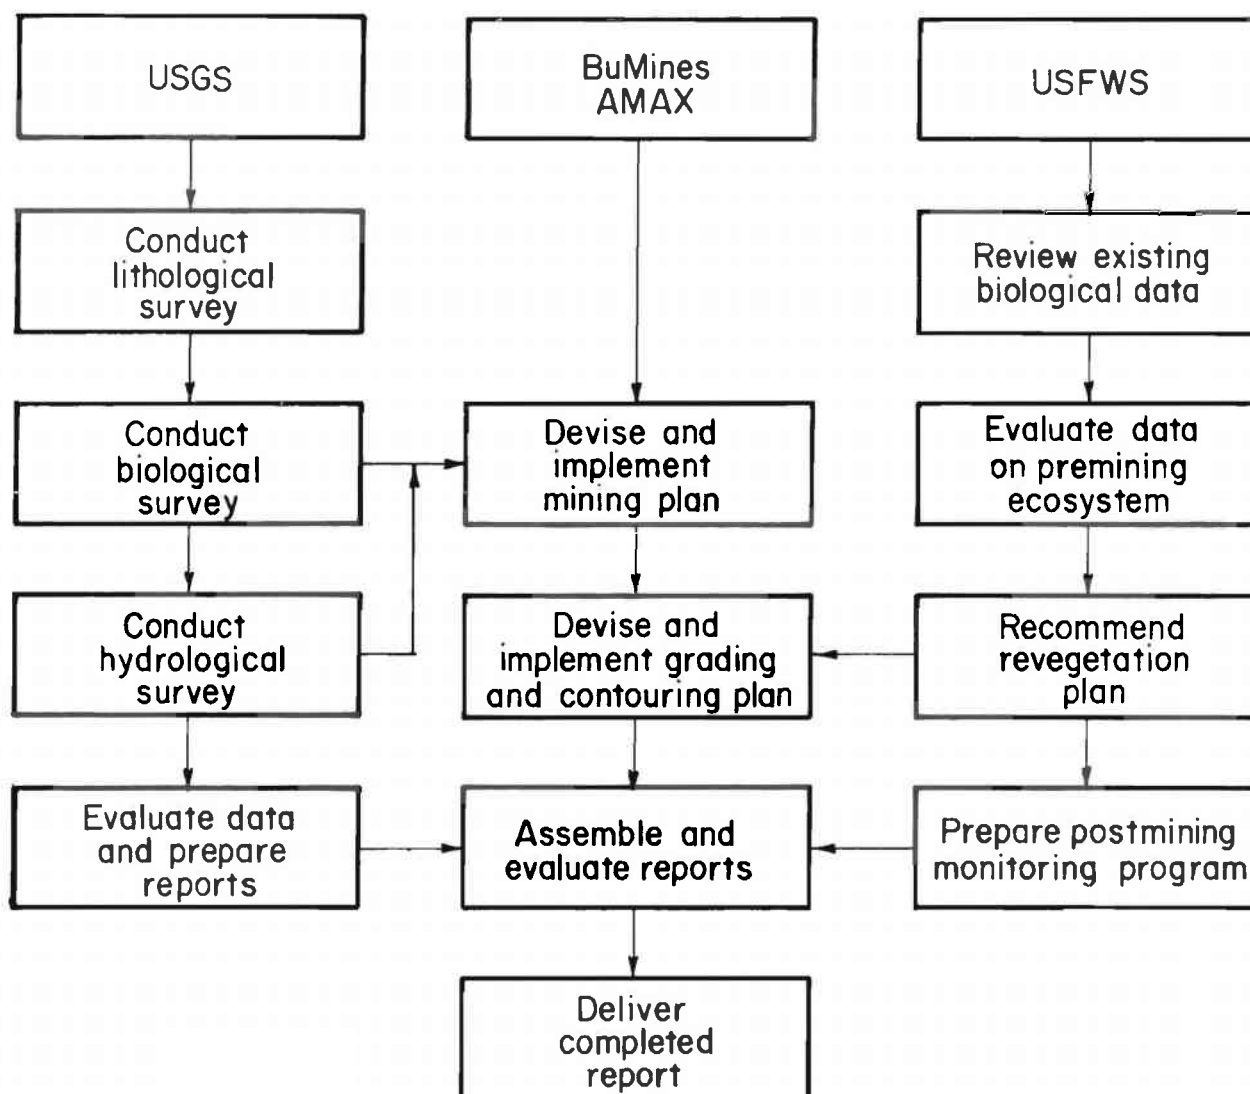 USGS
BuMines
AMAX
USFWS
Conduct
lithological
survey
Review existing
biological data
Conduct
biological
survey
Devise and
implement
mining plan
Evaluate data
on premining
ecosystem
Conduct
hydrological
survey
Devise and
implement grading
and contouring plan
Recommend
revegetation
plan
Evaluate data
and prepare
reports
Assemble and
evaluate reports
Prepare postmining
monitoring program
Deliver
completed
report